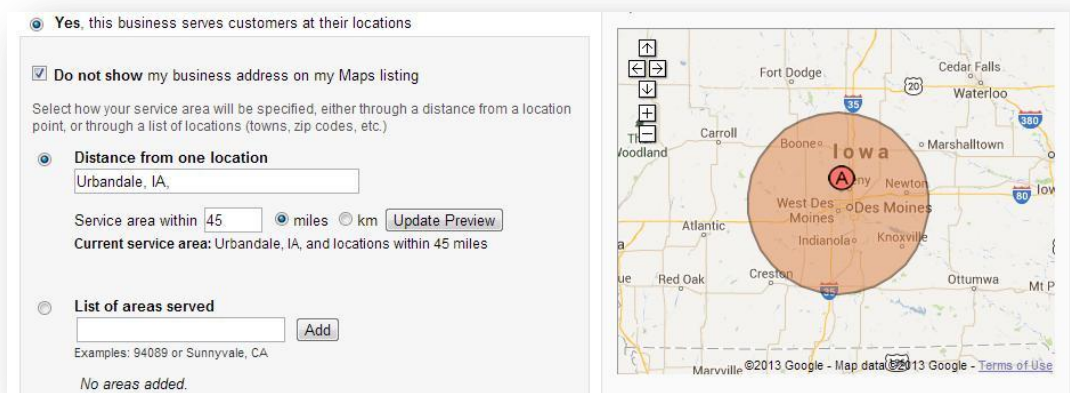 Yes, this business serves customers at their locations
Do not show my business address on my Maps listing
Select how your service area will be specified, either through a distance from a location
point, or through a list of locations (towns, zip codes, etc.)
Distance from one location
Urbandale, IA,
Service area within 45 miles km Update Preview
Current service area: Urbandale, IA, and locations within 45 miles
List of areas served
Add
Examples: 94089 or Sunnyvale, CA
No areas added.
Fort Dodge
Cedar Falls
20
Waterloo
35
380
Carroll
Woodland
Boone
Iowa
Marshalltown
A
eny
Newton
80
Iow
West Des
Moines
Des Moines
Atlantic
Indianola
Knoxville
Red Oak
Creston
35
Ottumwa
Mt P
Maryville
©2013 Google - Map data ©2013 Google - Terms of Use